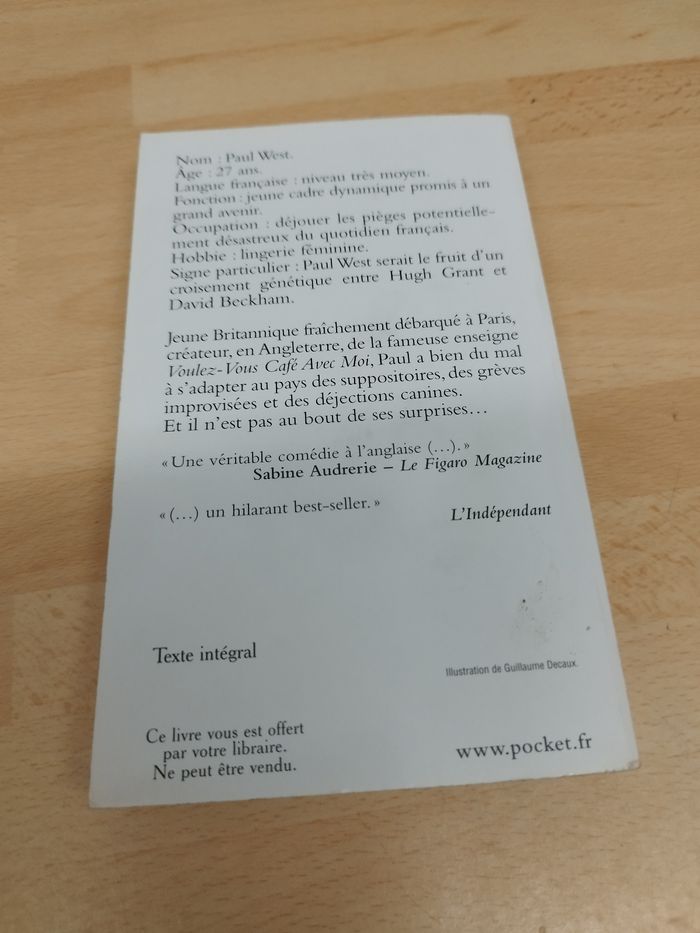 Nom : Paul West.
Âge : 27 ans.
Langue française : niveau très moyen.
Fonction : jeune cadre dynamique promis à un
grand avenir.
Occupation : déjouer les pièges potentielle-
ment désastreux du quotidien français.
Hobbie : lingerie féminine.
Signe particulier : Paul West serait le fruit d'un
croisement génétique entre Hugh Grant et
David Beckham.
Jeune Britannique fraîchement débarqué à Paris,
créateur, en Angleterre, de la fameuse enseigne
Voulez-Vous Café Avec Moi, Paul a bien du mal
à s'adapter au pays des suppositoires, des grèves
improvisées et des déjections canines.
Et il n'est pas au bout de ses surprises…
« Une véritable comédie à l'anglaise (…). »
Sabine Audrerie – Le Figaro Magazine
« (…) un hilarant best-seller. »
L'Indépendant
Texte intégral
Illustration de Guillaume Decaux.
Ce livre vous est offert
par votre libraire.
Ne peut être vendu.
www.pocket.fr